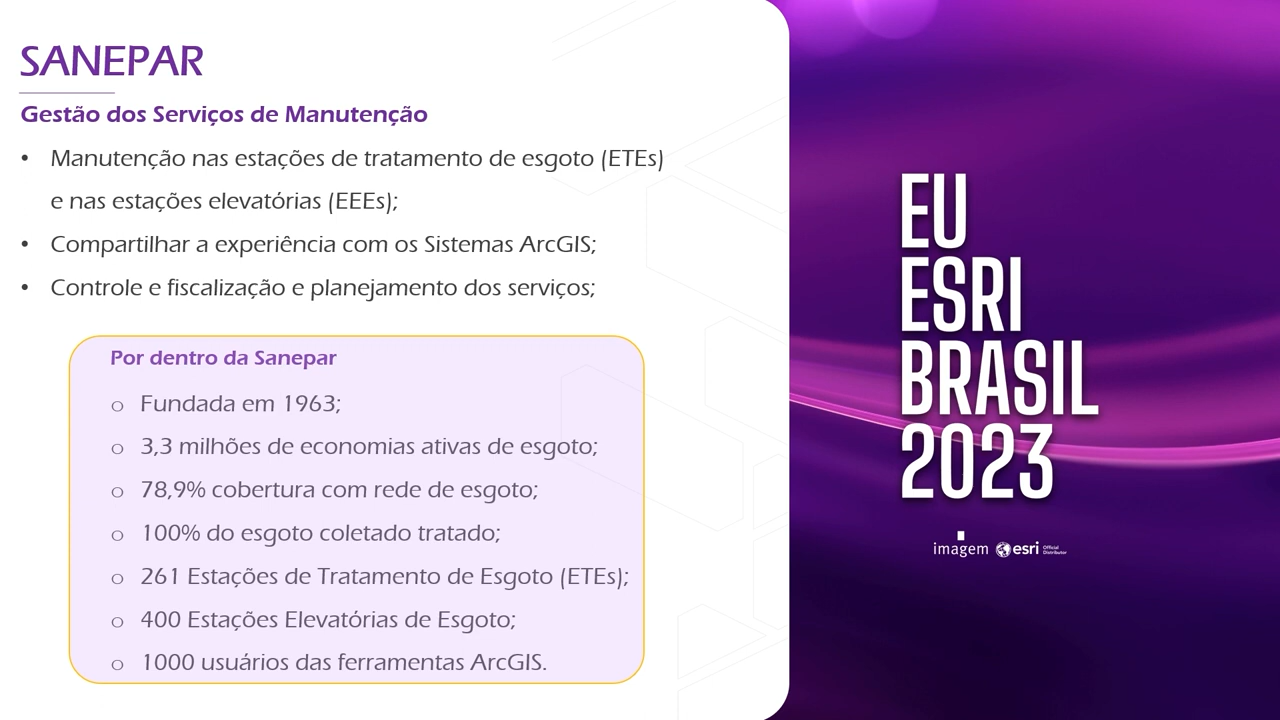 SANEPAR
Gestão dos Serviços de Manutenção
• Manutenção nas estações de tratamento de esgoto (ETEs)
e nas estações elevatórias (EEEs);
• Compartilhar a experiência com os Sistemas ArcGIS;
• Controle e fiscalização e planejamento dos serviços;
Por dentro da Sanepar
o Fundada em 1963;
o 3,3 milhões de economias ativas de esgoto;
o 78,9% cobertura com rede de esgoto;
o 100% do esgoto coletado tratado;
o 261 Estações de Tratamento de Esgoto (ETEs);
o 400 Estações Elevatórias de Esgoto;
o 1000 usuários das ferramentas ArcGIS.
EU
ESRI
BRASIL
2023
imagem esri Official
Distributor